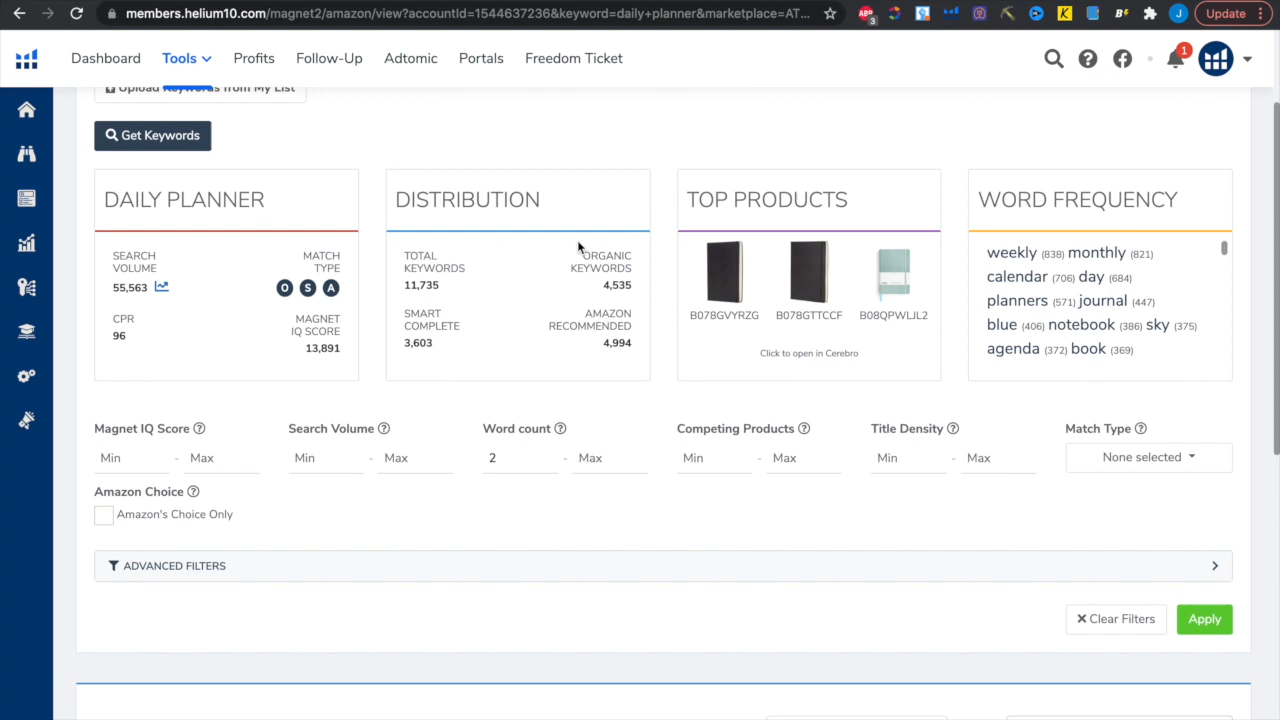 members.helium10.com/magnet2/amazon/view?accountId=1544637236&keyword=daily+planner&marketplace=AT...
3
K
B
J
Update
Dashboard
Tools
Profits
Follow-Up
Adtomic
Portals
Freedom Ticket
1
Upload Keywords from My List
Get Keywords
DAILY PLANNER
SEARCH VOLUME
55,563
MATCH TYPE
O S A
CPR
96
MAGNET IQ SCORE
13,891
DISTRIBUTION
TOTAL KEYWORDS
11,735
ORGANIC KEYWORDS
4,535
SMART COMPLETE
3,603
AMAZON RECOMMENDED
4,994
TOP PRODUCTS
B078GVYRZG B078GTTCCF B08QPWLJL2
Click to open in Cerebro
WORD FREQUENCY
weekly (838) monthly (821)
calendar (706) day (684)
planners (571) journal (447)
blue (406) notebook (386) sky (375)
agenda (372) book (369)
Magnet IQ Score
Min - Max
Search Volume
Min - Max
Word count
2 - Max
Competing Products
Min - Max
Title Density
Min - Max
Match Type
None selected
Amazon Choice
Amazon's Choice Only
ADVANCED FILTERS
Clear Filters
Apply